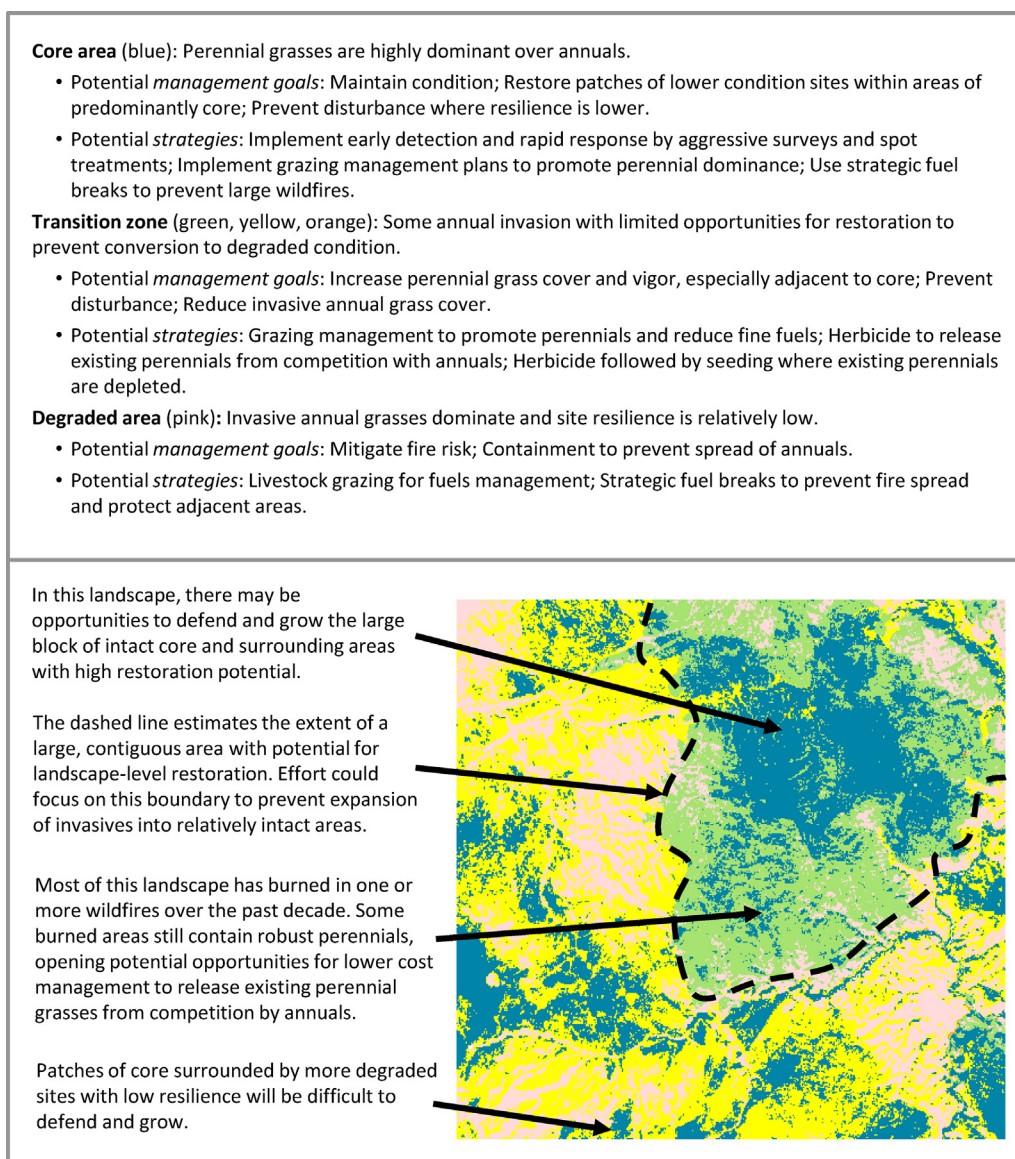 Core area (blue): Perennial grasses are highly dominant over annuals.
• Potential management goals: Maintain condition; Restore patches of lower condition sites within areas of
predominantly core; Prevent disturbance where resilience is lower.
• Potential strategies: Implement early detection and rapid response by aggressive surveys and spot
treatments; Implement grazing management plans to promote perennial dominance; Use strategic fuel
breaks to prevent large wildfires.
Transition zone (green, yellow, orange): Some annual invasion with limited opportunities for restoration to
prevent conversion to degraded condition.
• Potential management goals: Increase perennial grass cover and vigor, especially adjacent to core; Prevent
disturbance; Reduce invasive annual grass cover.
• Potential strategies: Grazing management to promote perennials and reduce fine fuels; Herbicide to release
existing perennials from competition with annuals; Herbicide followed by seeding where existing perennials
are depleted.
Degraded area (pink): Invasive annual grasses dominate and site resilience is relatively low.
• Potential management goals: Mitigate fire risk; Containment to prevent spread of annuals.
• Potential strategies: Livestock grazing for fuels management; Strategic fuel breaks to prevent fire spread
and protect adjacent areas.
In this landscape, there may be
opportunities to defend and grow the large
block of intact core and surrounding areas
with high restoration potential.
The dashed line estimates the extent of a
large, contiguous area with potential for
landscape-level restoration. Effort could
focus on this boundary to prevent expansion
of invasives into relatively intact areas.
Most of this landscape has burned in one or
more wildfires over the past decade. Some
burned areas still contain robust perennials,
opening potential opportunities for lower cost
management to release existing perennial
grasses from competition by annuals.
Patches of core surrounded by more degraded
sites with low resilience will be difficult to
defend and grow.